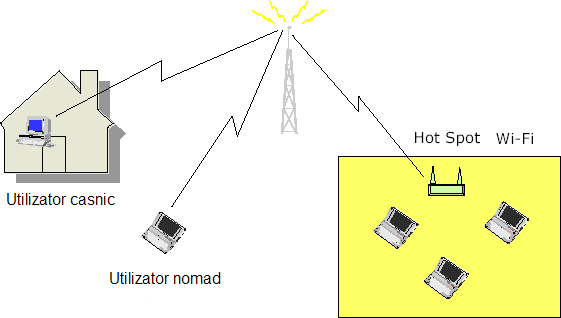 Hot Spot Wi-Fi
Utilizator casnic
Utilizator nomad